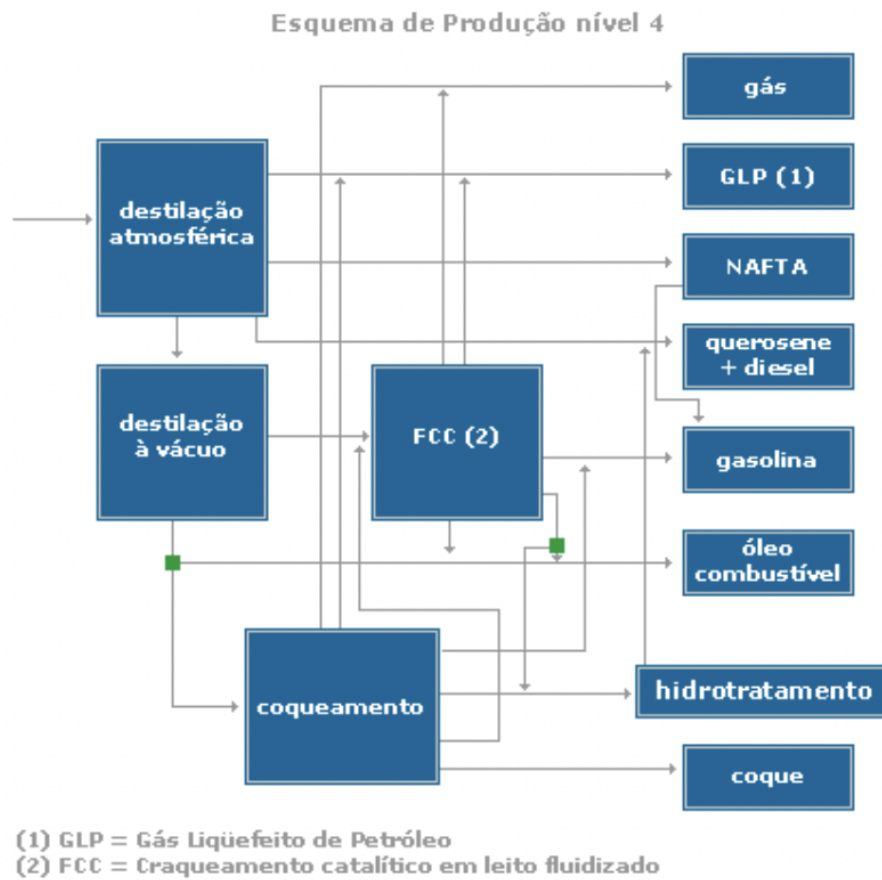 Esquema de Produção nível 4
gás
destilação
atmosférica
GLP (1)
NAFTA
querosene
+ diesel
destilação
à vácuo
FCC (2)
gasolina
óleo
combustível
coqueamento
hidrotratamento
coque
(1) GLP = Gás Liqüefeito de Petróleo
(2) FCC = Craqueamento catalítico em leito fluidizado